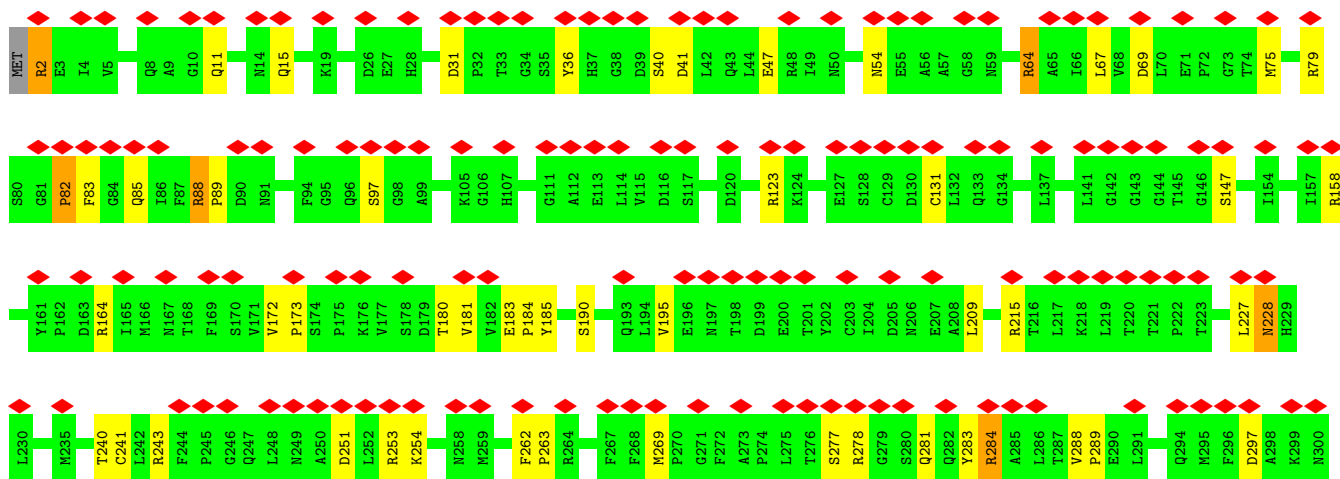 MET R2 E3 I4 V5 Q8 A9 G10 Q11 N14 Q15 K19 D26 E27 H28 D31 P32 T33 G34 S35 Y36 H37 G38 D39 S40 D41 L42 Q43 L44 E47 R48 I49 N50 N54 E55 A56 A57 G58 N59 R64 A65 I66 L67 V68 D69 L70 E71 P72 G73 T74 M75 R79
S80 G81 P82 F83 G84 Q85 I86 F87 R88 P89 D90 N91 F94 G95 Q96 S97 G98 A99 K105 G106 H107 G111 A112 E113 L114 V115 D116 S117 D120 R123 K124 E127 S128 C129 D130 C131 L132 Q133 G134 L137 L141 G142 G143 G144 T145 G146 S147 I154 I157 R158
Y161 P162 D163 R164 I165 M166 N167 T168 F169 S170 V171 V172 P173 S174 P175 K176 V177 S178 D179 T180 V181 V182 E183 P184 Y185 S190 Q193 L194 V195 E196 N197 T198 D199 E200 T201 Y202 C203 I204 D205 N206 E207 A208 L209 R215 T216 L217 K218 L219 T220 T221 P222 T223 L227 N228 H229
L230 M235 T240 C241 L242 R243 F244 P245 G246 Q247 L248 N249 A250 D251 L252 R253 K254 N258 M259 F262 P263 R264 F267 F268 M269 P270 G271 F272 A273 P274 L275 T276 S277 R278 G279 S280 Q281 Q282 Y283 R284 A285 L286 T287 V288 P289 E290 L291 Q294 M295 F296 D297 A298 K299 N300